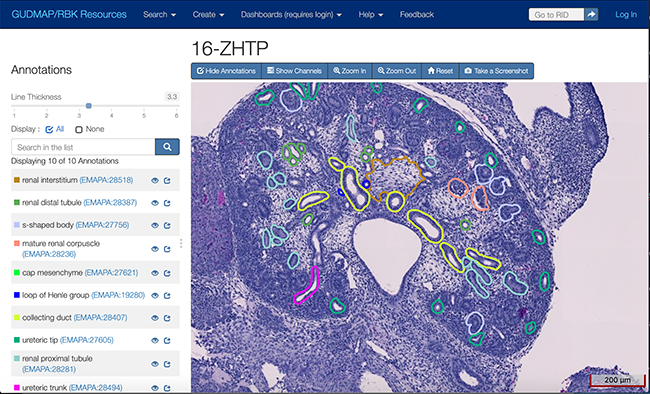 GUDMAP/RBK Resources Search Create Dashboards (requires login) Help Feedback Go to RID Log In
16-ZHTP
Hide Annotations Show Channels Zoom In Zoom Out Reset Take a Screenshot
Annotations
Line Thickness 3.3
1 2 3 4 5 6
Display : All None
Search in the list
Displaying 10 of 10 Annotations
renal interstitium (EMAPA:28518)
renal distal tubule (EMAPA:28387)
s-shaped body (EMAPA:27756)
mature renal corpuscle
(EMAPA:28236)
cap mesenchyme (EMAPA:27621)
loop of Henle group (EMAPA:19280)
collecting duct (EMAPA:28407)
ureteric tip (EMAPA:27605)
renal proximal tubule
(EMAPA:28281)
ureteric trunk (EMAPA:28494)
200 µm